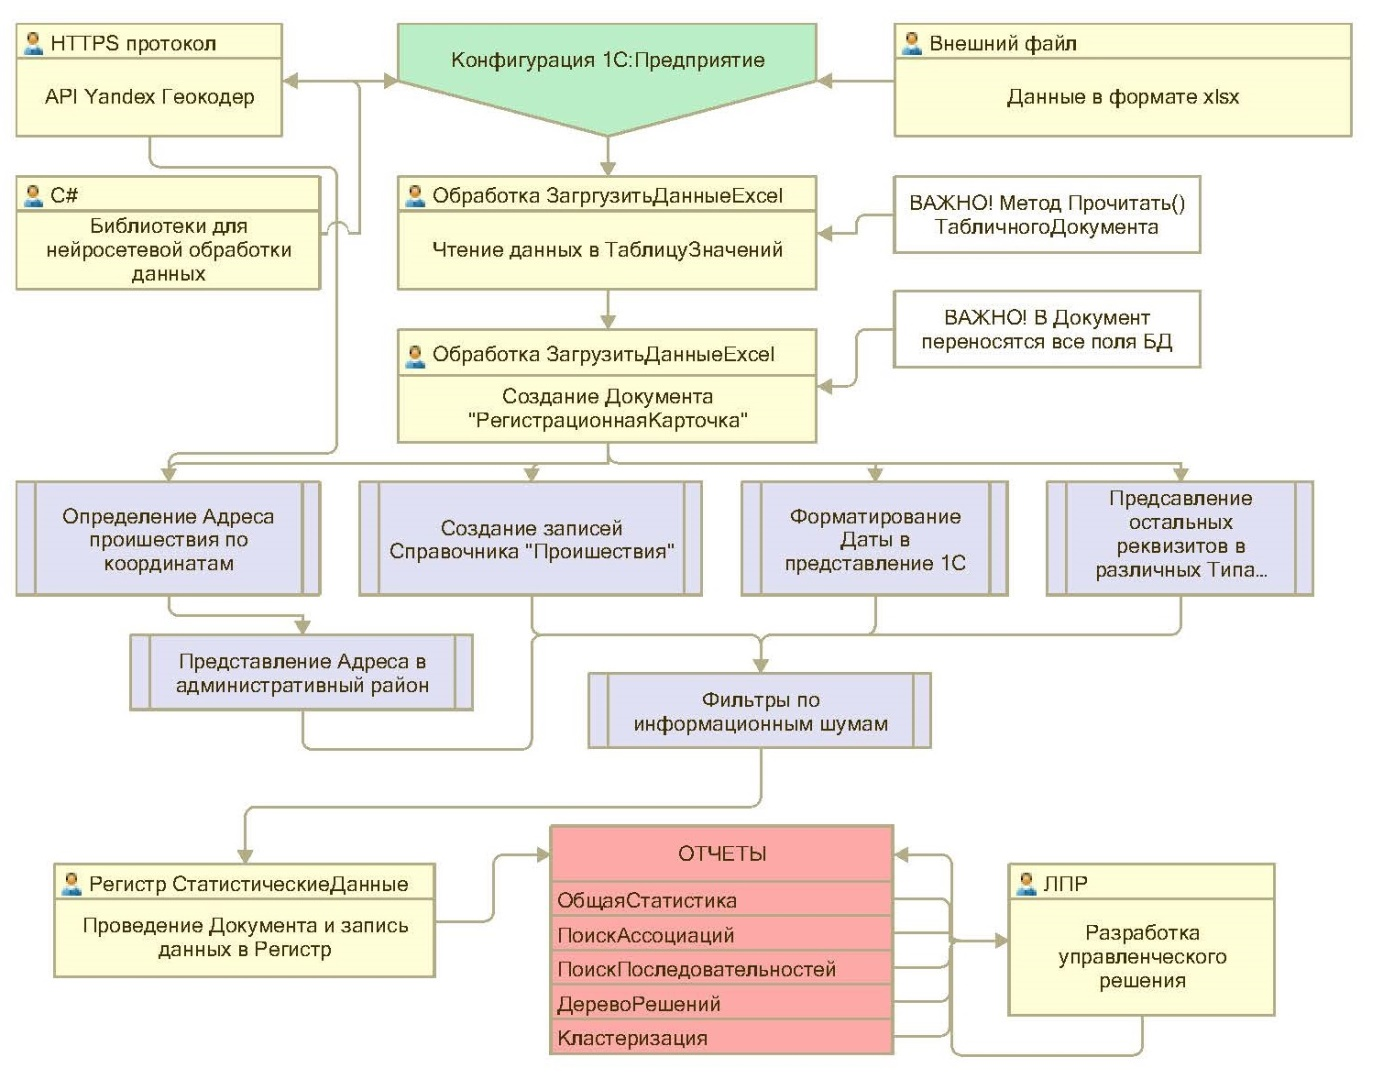 HTTPS протокол
API Yandex Геокодер
Конфигурация 1С:Предприятие
Внешний файл
Данные в формате xlsx
C#
Библиотеки для
нейросетевой обработки
данных
Обработка ЗагргузитьДанныеExcel
Чтение данных в ТаблицуЗначений
ВАЖНО! Метод Прочитать()
ТабличногоДокумента
Обработка ЗагрузитьДанныеExcel
Создание Документа
"РегистрационнаяКарточка"
ВАЖНО! В Документ
переносятся все поля БД
Определение Адреса
проишествия по
координатам
Создание записей
Справочника "Проишествия"
Форматирование
Даты в
представление 1С
Предсавление
остальных
реквизитов в
различных Типа...
Представление Адреса в
административный район
Фильтры по
информационным шумам
Регистр СтатистическиеДанные
Проведение Документа и запись
данных в Регистр
ОТЧЕТЫ
ОбщаяСтатистика
ПоискАссоциаций
ПоискПоследовательностей
ДеревоРешений
Кластеризация
ЛПР
Разработка
управленческого
решения